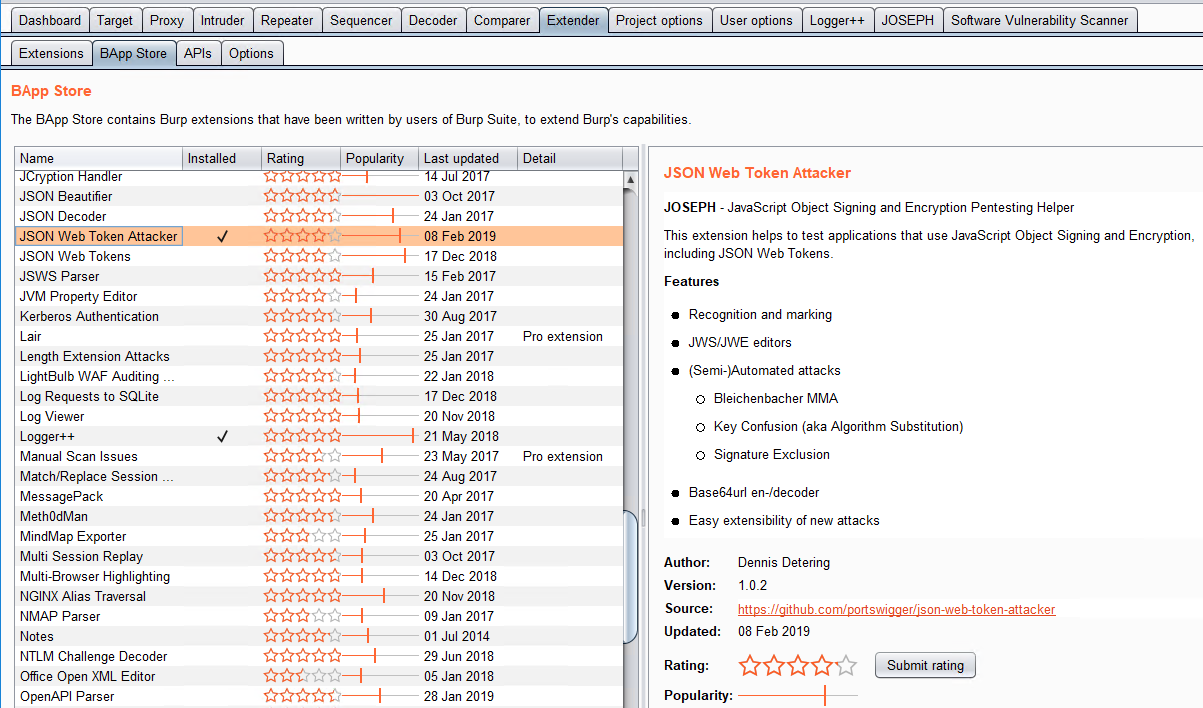 Dashboard Target Proxy Intruder Repeater Sequencer Decoder Comparer Extender Project options User options Logger++ JOSEPH Software Vulnerability Scanner
Extensions BApp Store APIs Options
BApp Store
The BApp Store contains Burp extensions that have been written by users of Burp Suite, to extend Burp's capabilities.
Name Installed Rating Popularity Last updated Detail
JCryption Handler 14 Jul 2017
JSON Beautifier 03 Oct 2017
JSON Decoder 24 Jan 2017
JSON Web Token Attacker ✓ 08 Feb 2019
JSON Web Tokens 17 Dec 2018
JSWS Parser 15 Feb 2017
JVM Property Editor 24 Jan 2017
Kerberos Authentication 30 Aug 2017
Lair 25 Jan 2017 Pro extension
Length Extension Attacks 25 Jan 2017
LightBulb WAF Auditing ... 22 Jan 2018
Log Requests to SQLite 17 Dec 2018
Log Viewer 20 Nov 2018
Logger++ ✓ 21 May 2018
Manual Scan Issues 23 May 2017 Pro extension
Match/Replace Session ... 24 Aug 2017
MessagePack 20 Apr 2017
Meth0dMan 24 Jan 2017
MindMap Exporter 25 Jan 2017
Multi Session Replay 03 Oct 2017
Multi-Browser Highlighting 14 Dec 2018
NGINX Alias Traversal 20 Nov 2018
NMAP Parser 09 Jan 2017
Notes 01 Jul 2014
NTLM Challenge Decoder 29 Jun 2018
Office Open XML Editor 05 Jan 2018
OpenAPI Parser 28 Jan 2019
JSON Web Token Attacker
JOSEPH - JavaScript Object Signing and Encryption Pentesting Helper
This extension helps to test applications that use JavaScript Object Signing and Encryption,
including JSON Web Tokens.
Features
Recognition and marking
JWS/JWE editors
(Semi-)Automated attacks
Bleichenbacher MMA
Key Confusion (aka Algorithm Substitution)
Signature Exclusion
Base64url en-/decoder
Easy extensibility of new attacks
Author: Dennis Detering
Version: 1.0.2
Source: https://github.com/portswigger/json-web-token-attacker
Updated: 08 Feb 2019
Rating: Submit rating
Popularity: